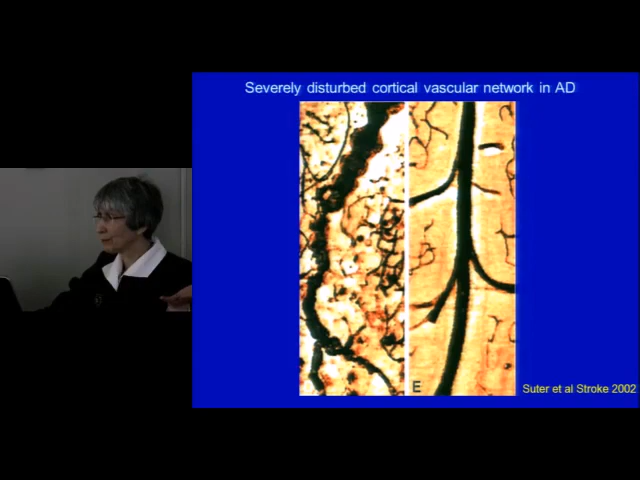 Severely disturbed cortical vascular network in AD
E
Suter et al Stroke 2002